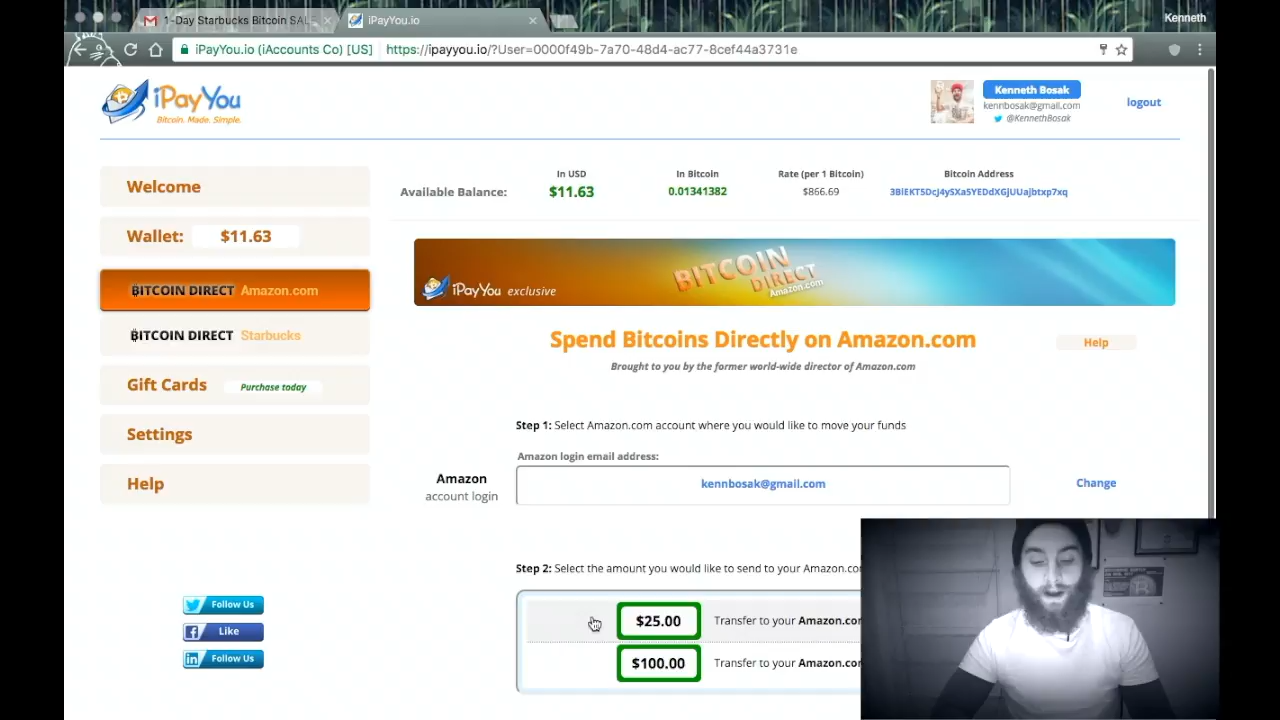 1-Day Starbucks Bitcoin SALE
iPayYou.io
Kenneth
iPayYou.io (iAccounts Co) [US]
https://ipayyou.io/?User=0000f49b-7a70-48d4-ac77-8cef44a3731e
iPayYou
Bitcoin. Made. Simple.
Kenneth Bosak
kennbosak@gmail.com
@KennethBosak
logout
Welcome
Wallet: $11.63
BITCOIN DIRECT Amazon.com
BITCOIN DIRECT Starbucks
Gift Cards Purchase today
Settings
Help
Follow Us
Like
Follow Us
Available Balance:
In USD
$11.63
In Bitcoin
0.01341382
Rate (per 1 Bitcoin)
$866.69
Bitcoin Address
iPayYou exclusive
BITCOIN DIRECT
Amazon.com
Spend Bitcoins Directly on Amazon.com
Help
Brought to you by the former world-wide director of Amazon.com
Step 1: Select Amazon.com account where you would like to move your funds
Amazon login email address:
Amazon
account login
kennbosak@gmail.com
Change
Step 2: Select the amount you would like to send to your Amazon.co
$25.00 Transfer to your Amazon.co
$100.00 Transfer to your Amazon.co